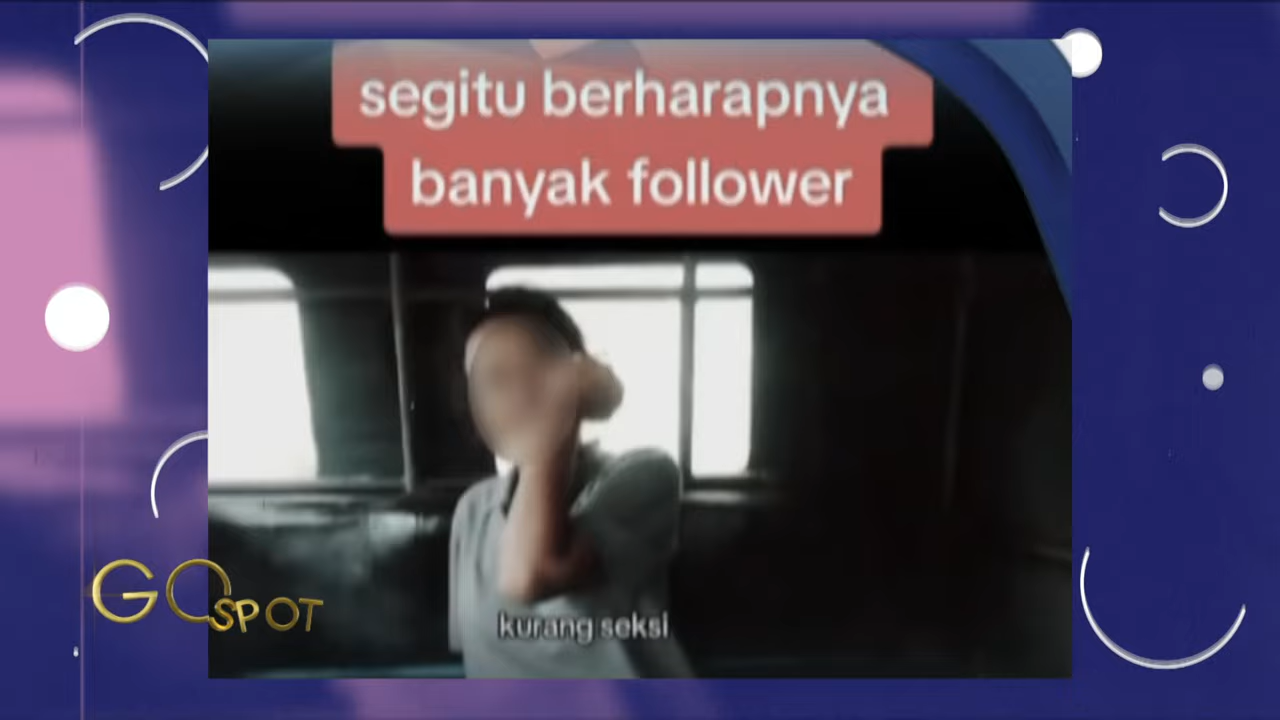 segitu berharapnya
banyak follower
kurang seksi
GO SPOT